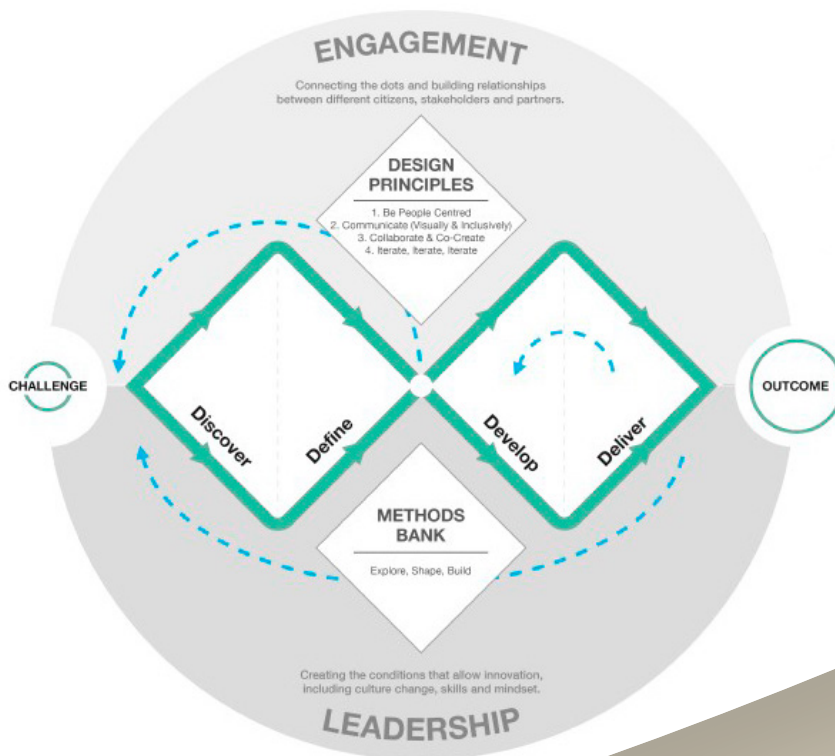 ENGAGEMENT
Connecting the dots and building relationships
between different citizens, stakeholders and partners.
DESIGN
PRINCIPLES
1. Be People Centred
2. Communicate (Visually & Inclusively)
3. Collaborate & Co-Create
4. Iterate, Iterate, Iterate
CHALLENGE
OUTCOME
Discover
Define
Develop
Deliver
METHODS
BANK
Explore, Shape, Build
Creating the conditions that allow innovation,
including culture change, skills and mindset.
LEADERSHIP